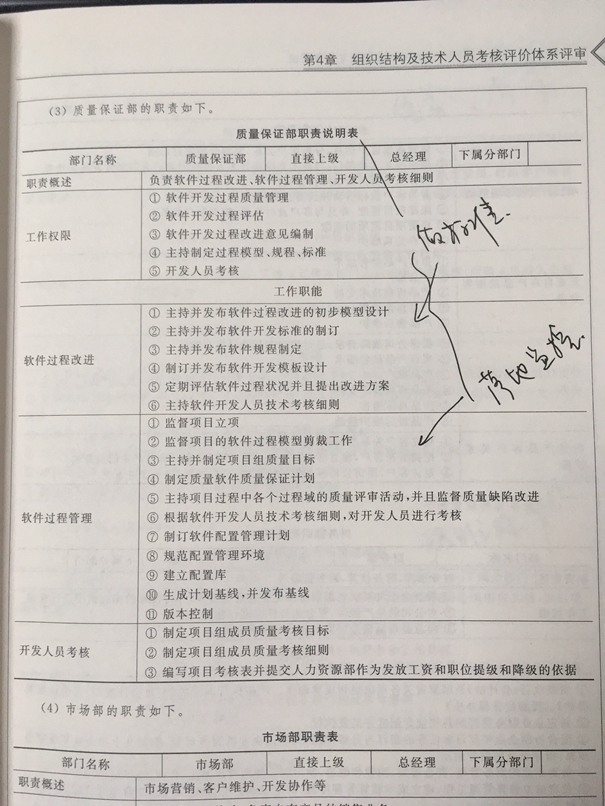 第4章 组织结构及技术人员考核评价体系评审
(3) 质量保证部的职责如下。
质量保证部职责说明表
部门名称 质量保证部 直接上级 总经理 下属分部门
职责概述 负责软件过程改进、软件过程管理、开发人员考核细则
工作权限
① 软件开发过程质量管理
② 软件开发过程评估
③ 软件开发过程改进意见编制
④ 主持制定过程模型、规程、标准
⑤ 开发人员考核
工作职能
软件过程改进
① 主持并发布软件过程改进的初步模型设计
② 主持并发布软件开发标准的制订
③ 主持并发布软件规程制定
④ 制订并发布软件开发模板设计
⑤ 定期评估软件过程状况并且提出改进方案
⑥ 主持软件开发人员技术考核细则
软件过程管理
① 监督项目立项
② 监督项目的软件过程模型剪裁工作
③ 主持并制定项目组质量目标
④ 制定质量软件质量保证计划
⑤ 主持项目过程中各个过程域的质量评审活动,并且监督质量缺陷改进
⑥ 根据软件开发人员技术考核细则,对开发人员进行考核
⑦ 制订软件配置管理计划
⑧ 规范配置管理环境
⑨ 建立配置库
⑩ 生成计划基线,并发布基线
⑪ 版本控制
开发人员考核
① 制定项目组成员质量考核目标
② 制定项目组成员质量考核细则
③ 编写项目考核表并提交人力资源部作为发放工资和职位提级和降级的依据
落地监控
(4) 市场部的职责如下。
市场部职责表
部门名称 市场部 直接上级 总经理 下属分部门
职责概述 市场营销、客户维护、开发协作等